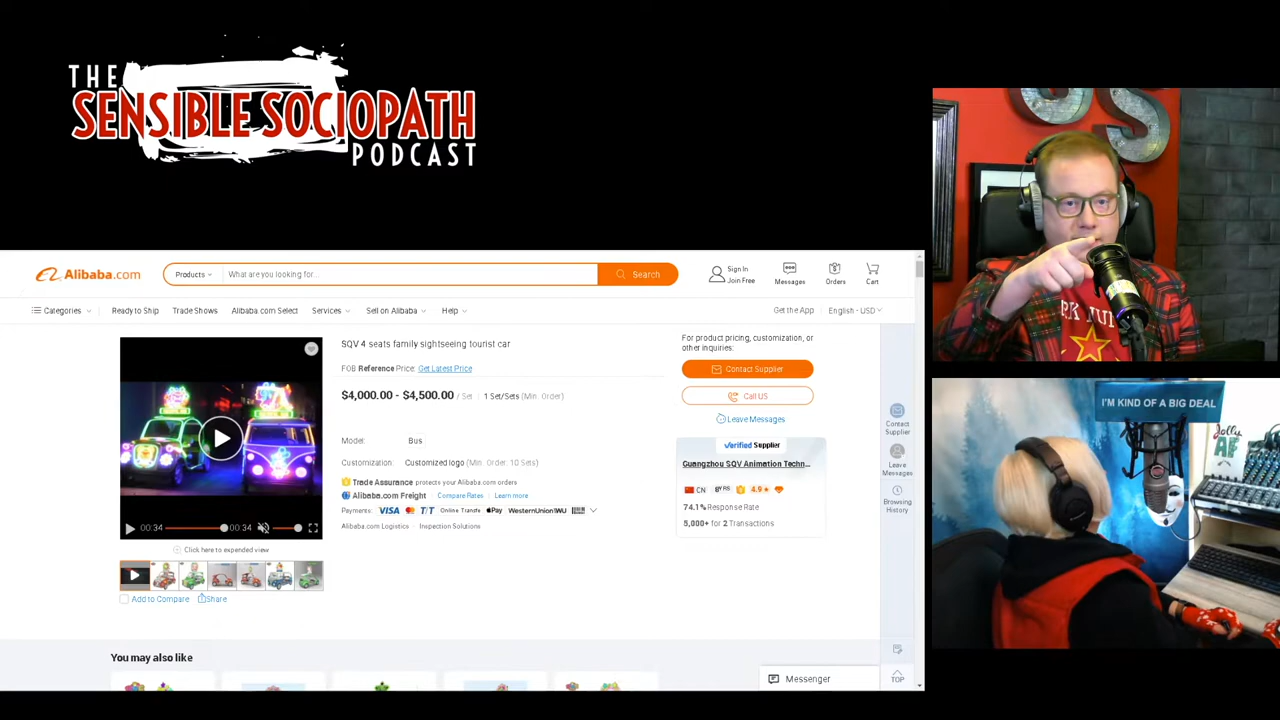 THE
SENSIBLE SOCIOPATH
PODCAST
Alibaba.com
Products
What are you looking for...
Search
Sign In
Join Free
Messages
Orders
Cart
Categories
Ready to Ship
Trade Shows
Alibaba.com Select
Services
Sell on Alibaba
Help
Get the App
English - USD
SQV 4 seats family sightseeing tourist car
FOB Reference Price: Get Latest Price
$4,000.00 - $4,500.00 / Set | 1 Set/Sets (Min. Order)
Model: Bus
Customization: Customized logo (Min. Order: 10 Sets)
Trade Assurance protects your Alibaba.com orders
Alibaba.com Freight | Compare Rates | Learn more
Payments: VISA T/T Online Transfer Pay WesternUnion WU
Alibaba.com Logistics | Inspection Solutions
00:34
00:34
Click here to expended view
Add to Compare
Share
For product pricing, customization, or
other inquiries:
Contact Supplier
Call US
Leave Messages
Verified Supplier
Guangzhou SQV Animation Techn...
CN 8YRS 4.9
74.1% Response Rate
5,000+ for 2 Transactions
Contact
Supplier
Leave
Messages
Browsing
History
TOP
You may also like
Messenger
S
I'M KIND OF A BIG DEAL
Jolly
AF